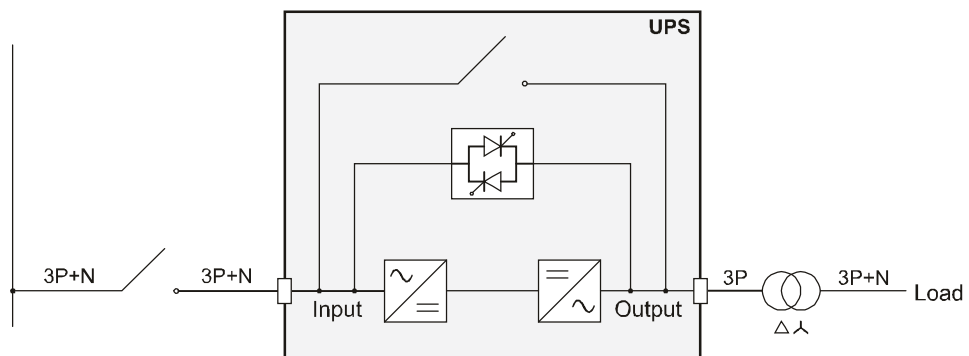 UPS
3P+N
3P+N
Input
Output
3P
3P+N
Load